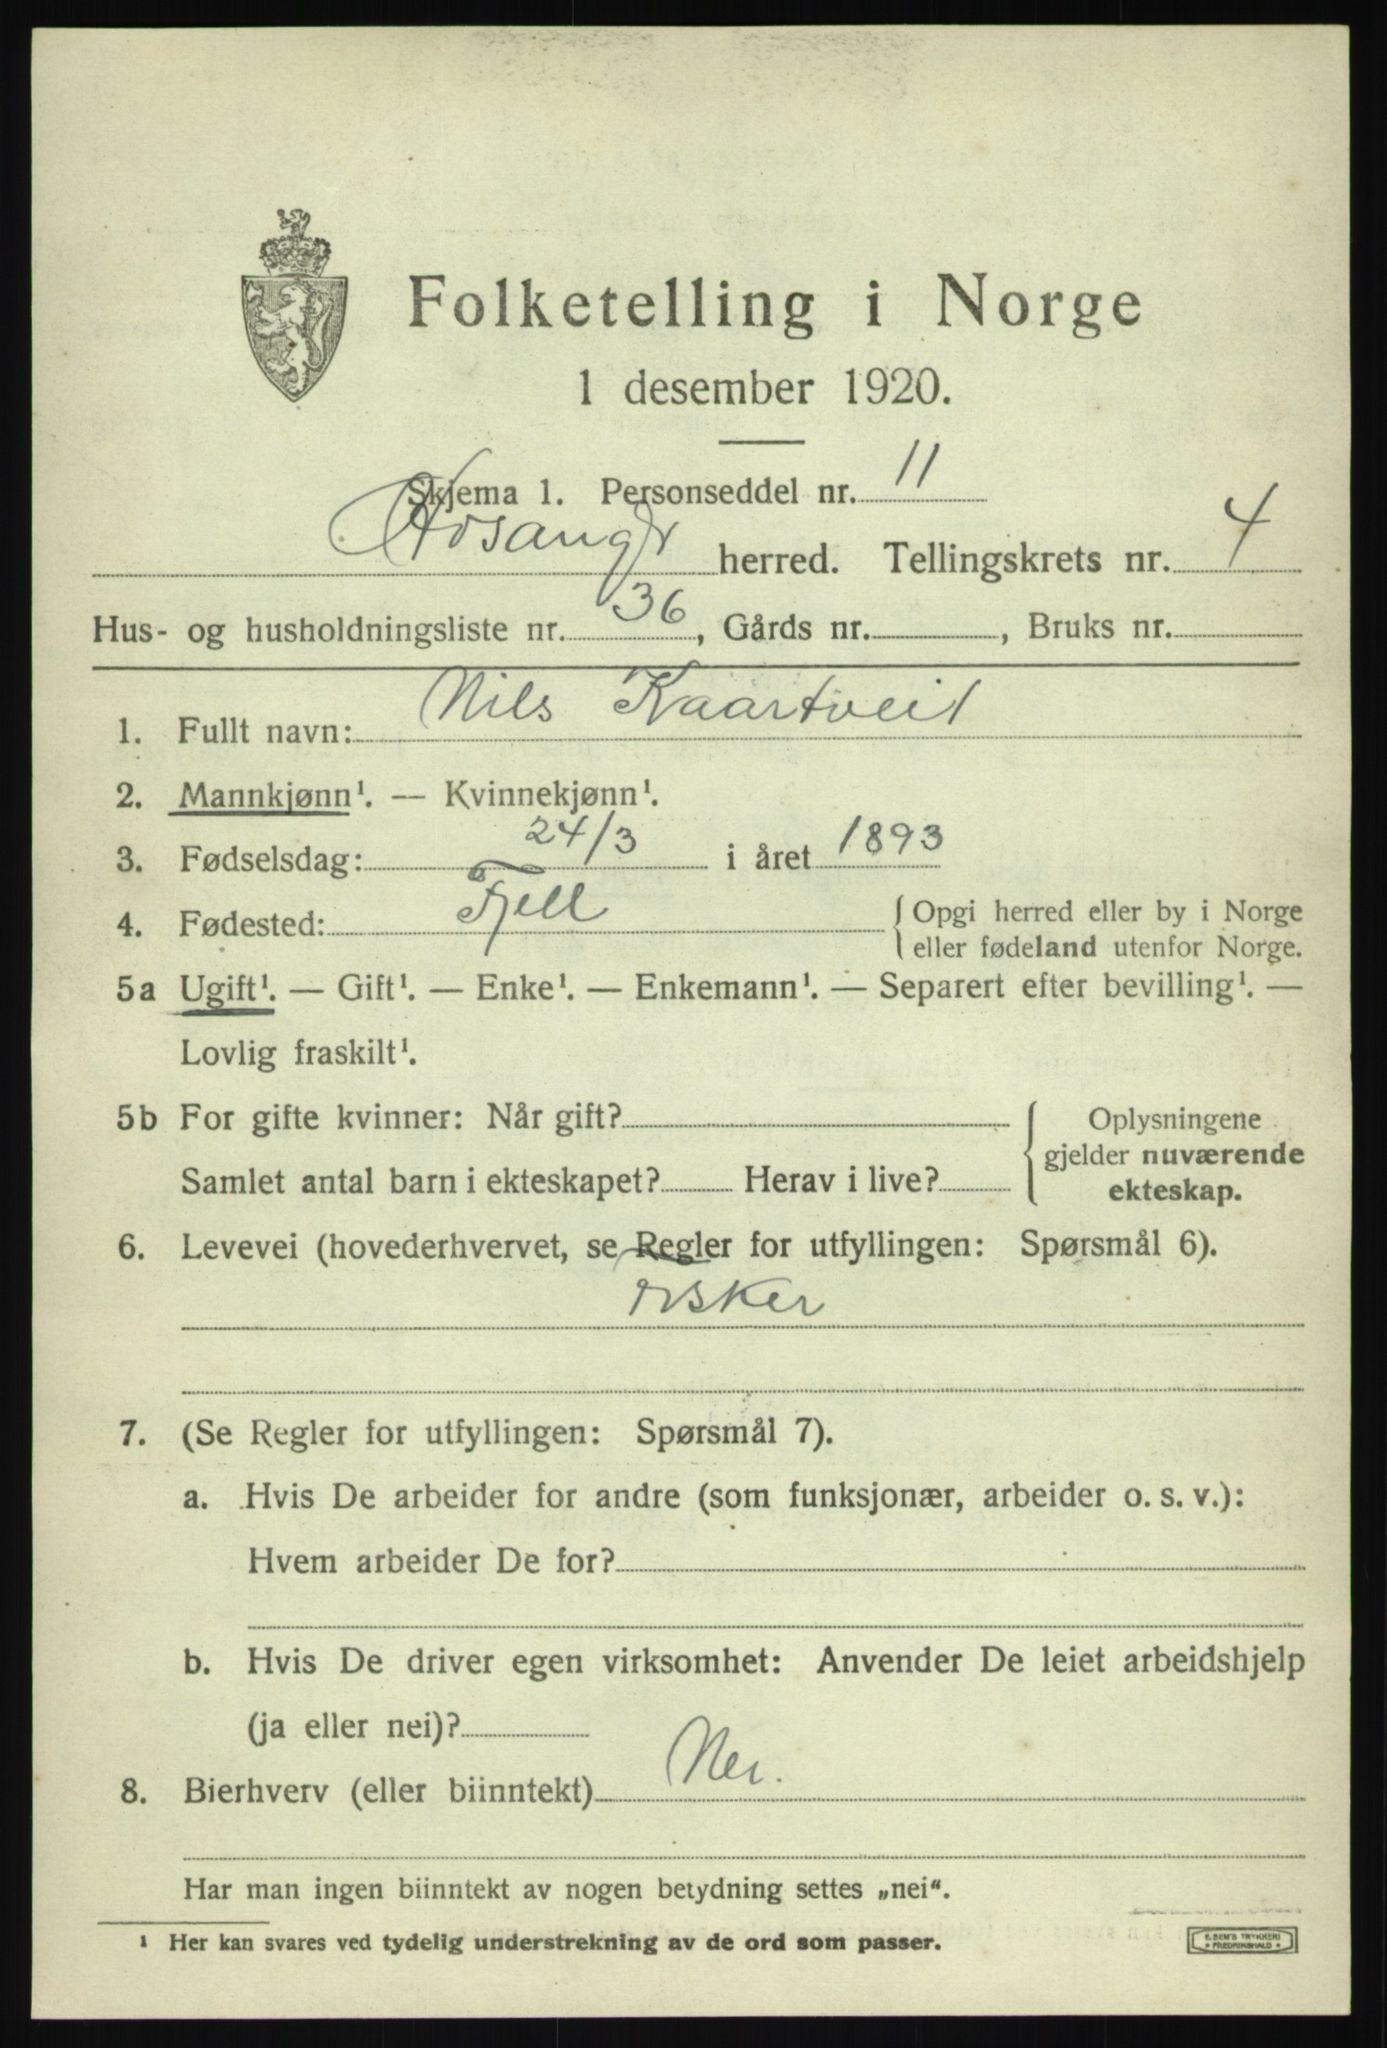 Folketelling i Norge
1 desember 1920.
Skjema 1. Personseddel nr. 11
Hosanger herred. Tellingskrets nr. 4
Hus- og husholdningsliste nr. 36, Gårds nr. , Bruks nr.
1. Fullt navn: Nils Kaartveit
2. Mannkjønn¹. — Kvinnekjønn¹.
3. Fødselsdag: 24/3 i året 1893
4. Fødested: Fjell { Opgi herred eller by i Norge
eller fødeland utenfor Norge.
5a Ugift¹. — Gift¹. — Enke¹. — Enkemann¹. — Separert efter bevilling¹. —
Lovlig fraskilt¹.
5b For gifte kvinner: Når gift? { Oplysningene
gjelder nuværende
Samlet antal barn i ekteskapet? Herav i live? ekteskap.
6. Levevei (hovederhvervet, se Regler for utfyllingen: Spørsmål 6).
Fisker
7. (Se Regler for utfyllingen: Spørsmål 7).
a. Hvis De arbeider for andre (som funksjonær, arbeider o. s. v.):
Hvem arbeider De for?
b. Hvis De driver egen virksomhet: Anvender De leiet arbeidshjelp
(ja eller nei)?
8. Bierhverv (eller biinntekt) Nei.
Har man ingen biinntekt av nogen betydning settes „nei“.
¹ Her kan svares ved tydelig understrekning av de ord som passer.
E. SEM'S TRYKKERI
FREDRIKSHALD